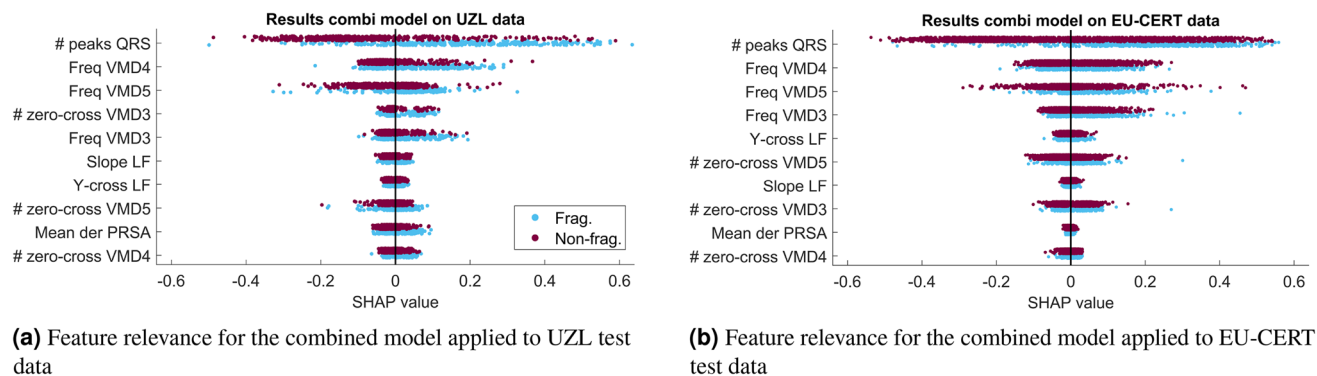 Results combi model on UZL data
# peaks QRS
Freq VMD4
Freq VMD5
# zero-cross VMD3
Freq VMD3
Slope LF
Y-cross LF
# zero-cross VMD5
Mean der PRSA
# zero-cross VMD4
Frag.
Non-frag.
-0.6 -0.4 -0.2 0 0.2 0.4 0.6
SHAP value
(a) Feature relevance for the combined model applied to UZL test
data
Results combi model on EU-CERT data
# peaks QRS
Freq VMD4
Freq VMD5
Freq VMD3
Y-cross LF
# zero-cross VMD5
Slope LF
# zero-cross VMD3
Mean der PRSA
# zero-cross VMD4
-0.6 -0.4 -0.2 0 0.2 0.4 0.6
SHAP value
(b) Feature relevance for the combined model applied to EU-CERT
test data